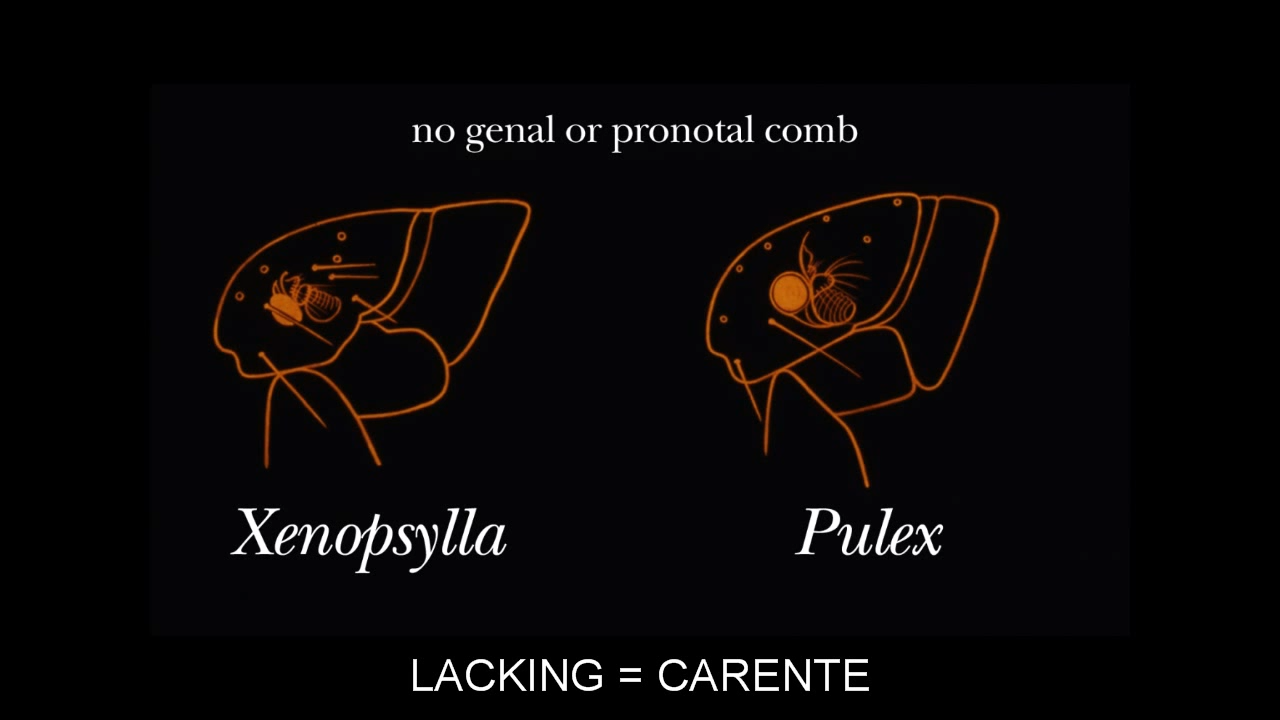 no genal or pronotal comb
Xenopsylla
Pulex
LACKING = CARENTE